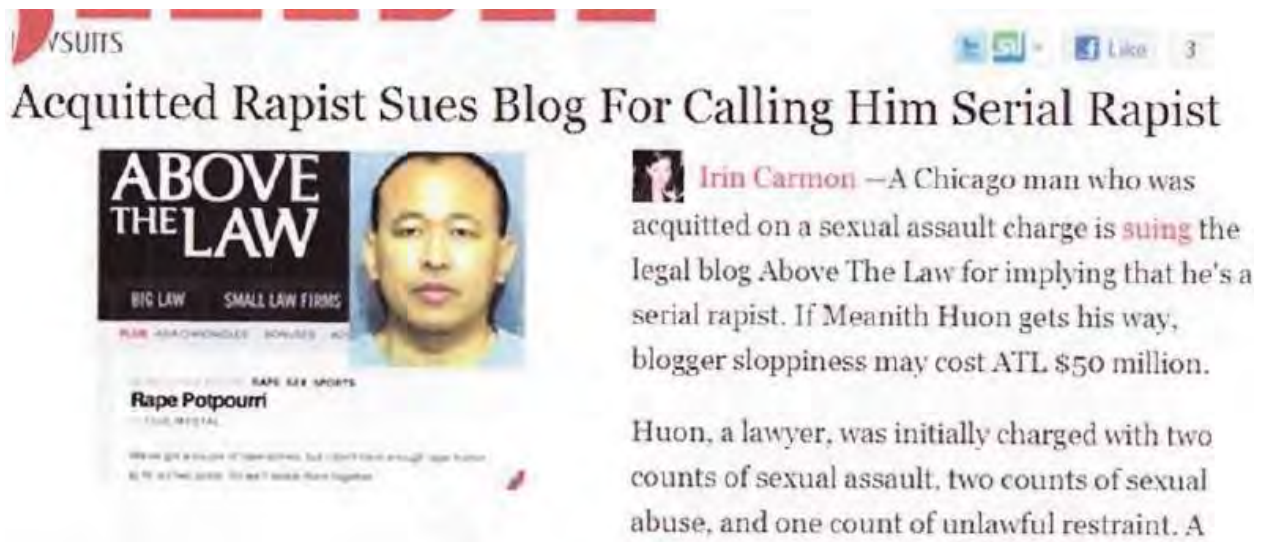 Like 3
Acquitted Rapist Sues Blog For Calling Him Serial Rapist
ABOVE
THE LAW
BIG LAW SMALL LAW FIRMS
RAPE SEX SPORTS
Rape Potpourri
Irin Carmon —A Chicago man who was
acquitted on a sexual assault charge is suing the
legal blog Above The Law for implying that he's a
serial rapist. If Meanith Huon gets his way,
blogger sloppiness may cost ATL $50 million.
Huon, a lawyer, was initially charged with two
counts of sexual assault, two counts of sexual
abuse, and one count of unlawful restraint. A